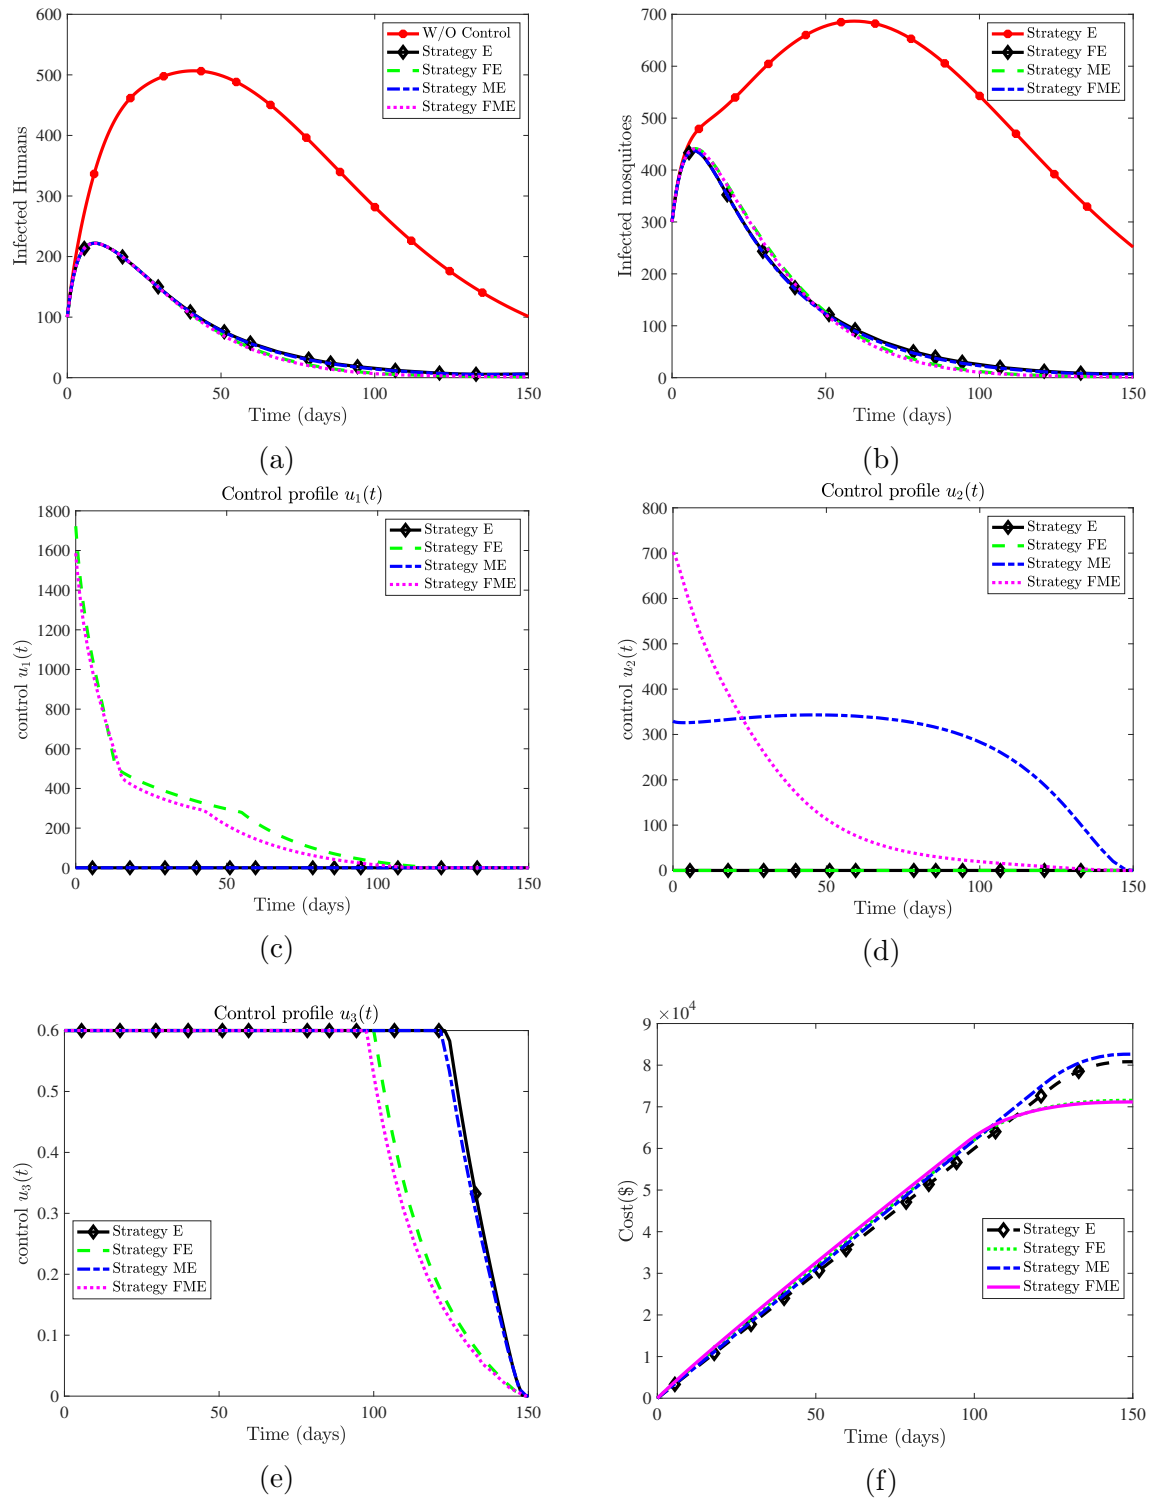 600
500
400
300
200
100
0
0
50
100
150
Infected Humans
Time (days)
W/O Control
Strategy E
Strategy FE
Strategy ME
Strategy FME
(a)
700
600
500
400
300
200
100
0
0
50
100
150
Infected mosquitoes
Time (days)
Strategy E
Strategy FE
Strategy ME
Strategy FME
(b)
Control profile u₁(t)
1800
1600
1400
1200
1000
800
600
400
200
0
0
50
100
150
control u₁(t)
Time (days)
Strategy E
Strategy FE
Strategy ME
Strategy FME
(c)
Control profile u₂(t)
800
700
600
500
400
300
200
100
0
0
50
100
150
control u₂(t)
Time (days)
Strategy E
Strategy FE
Strategy ME
Strategy FME
(d)
Control profile u₃(t)
0.6
0.5
0.4
0.3
0.2
0.1
0
0
50
100
150
control u₃(t)
Time (days)
Strategy E
Strategy FE
Strategy ME
Strategy FME
(e)
×10⁴
9
8
7
6
5
4
3
2
1
0
0
50
100
150
Cost($)
Time (days)
Strategy E
Strategy FE
Strategy ME
Strategy FME
(f)